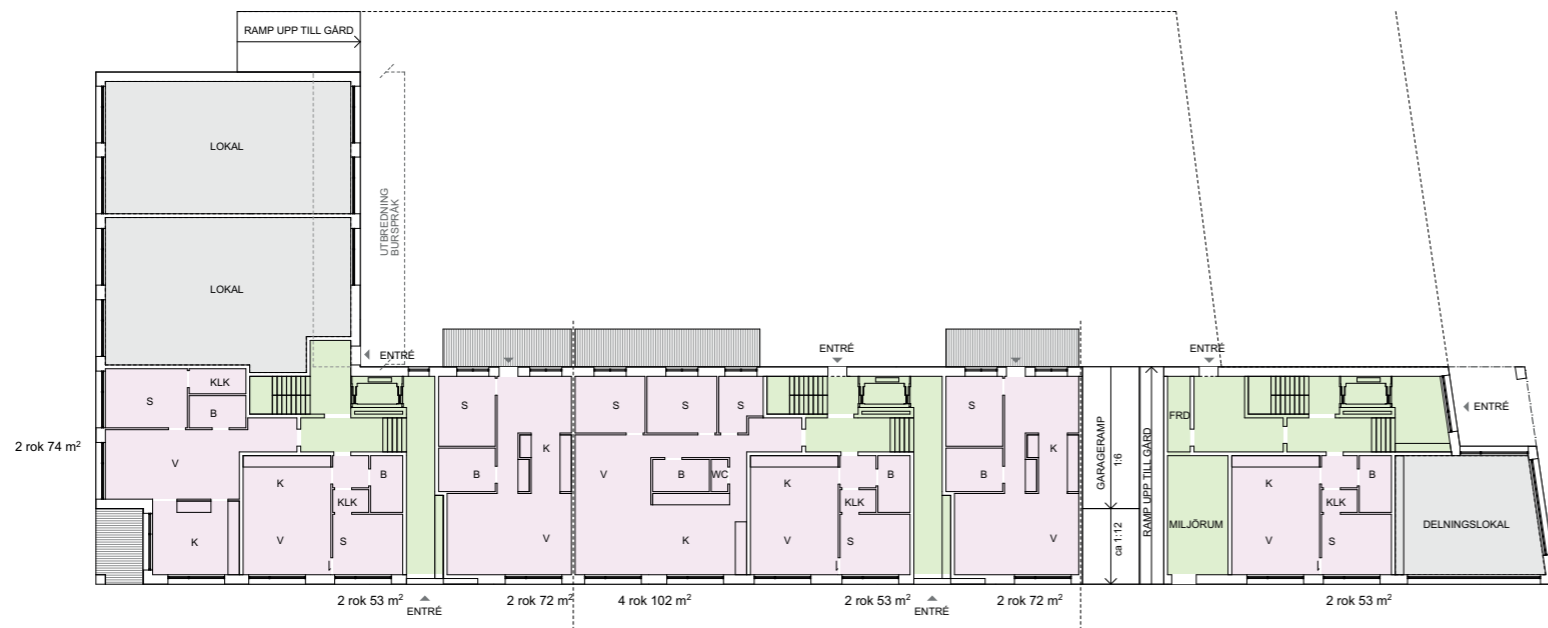 RAMP UPP TILL GÅRD
LOKAL
UTBREDNING
BURSPRÅK
LOKAL
ENTRÉ
ENTRÉ
ENTRÉ
KLK
S
B
S
S
S
S
S
FRD
ENTRÉ
2 rok 74 m²
V
K
V
K
GARAGERAMP
1:6
RAMP UPP TILL GÅRD
K
B
B
B
WC
K
B
B
K
B
KLK
KLK
KLK
K
V
S
V
K
V
S
V
ca 1:12
MILJÖRUM
V
S
DELNINGSLOKAL
2 rok 53 m²
ENTRÉ
2 rok 72 m²
4 rok 102 m²
2 rok 53 m²
ENTRÉ
2 rok 72 m²
2 rok 53 m²